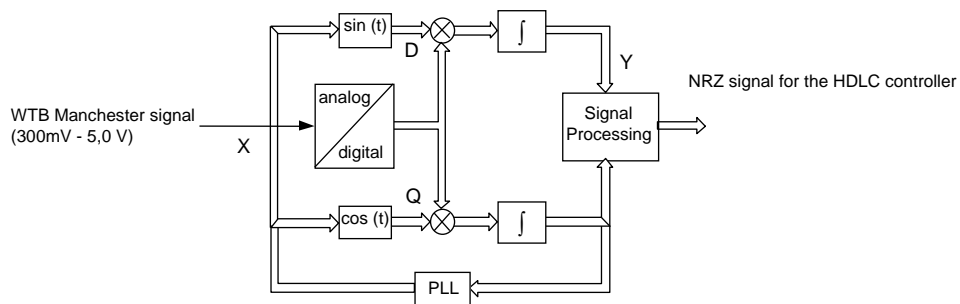 sin (t)
D
∫
Y
NRZ signal for the HDLC controller
WTB Manchester signal
(300mV - 5,0 V)
X
analog
digital
Signal
Processing
Q
cos (t)
∫
PLL